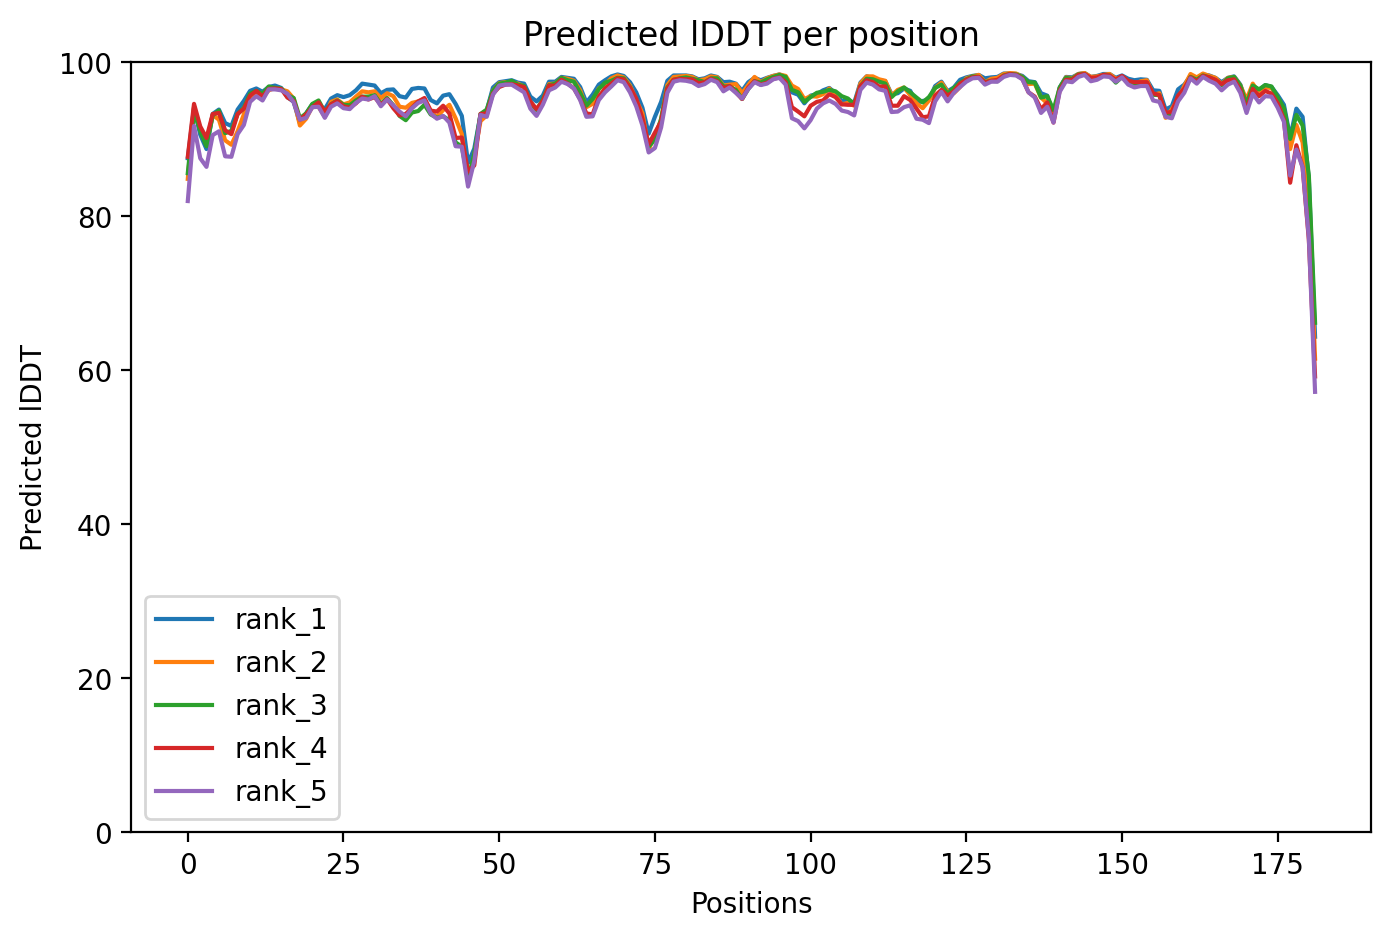 Predicted lDDT per position
100
80
60
40
20
0
Predicted lDDT
rank_1
rank_2
rank_3
rank_4
rank_5
0 25 50 75 100 125 150 175
Positions